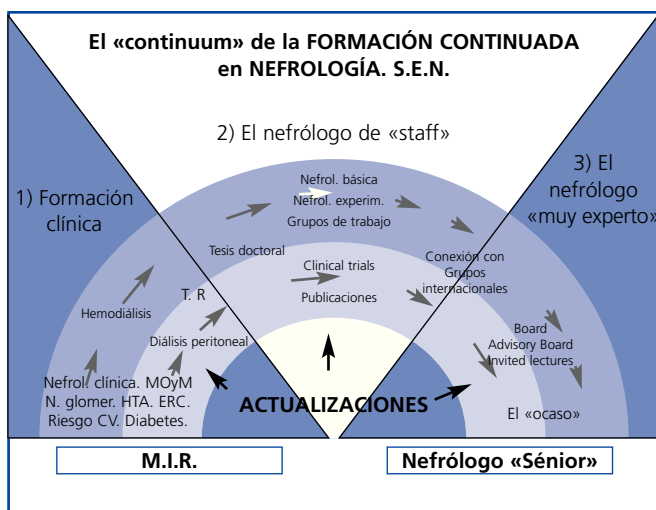 El «continuum» de la FORMACIÓN CONTINUADA
en NEFROLOGÍA. S.E.N.
2) El nefrólogo de «staff»
1) Formación
clínica
3) El
nefrólogo
«muy experto»
Nefrol. básica
Nefrol. experim.
Grupos de trabajo
Tesis doctoral
Clinical trials
Publicaciones
Conexión con
Grupos
internacionales
T. R
Hemodiálisis
Diálisis peritoneal
Board
Advisory Board
Invited lectures
Nefrol. clínica. MOyM
N. glomer. HTA. ERC.
Riesgo CV. Diabetes.
ACTUALIZACIONES
El «ocaso»
M.I.R.
Nefrólogo «Sénior»